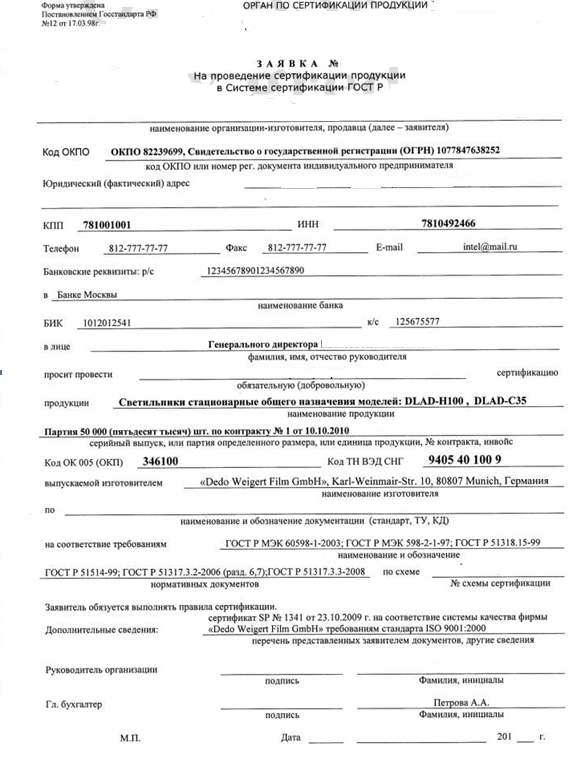 Форма утверждена
ОРГАН ПО СЕРТИФИКАЦИИ ПРОДУКЦИИ
Постановлением Госстандарта РФ
№12 от 17.03.98г.
ЗАЯВКА №
На проведение сертификации продукции
в Системе сертификации ГОСТ Р
наименование организации-изготовителя, продавца (далее – заявителя)
Код ОКПО ОКПО 82239699, Свидетельство о государственной регистрации (ОГРН) 1077847638252
код ОКПО или номер рег. документа индивидуального предпринимателя
Юридический (фактический) адрес
КПП 781001001 ИНН 7810492466
Телефон 812-777-77-77 Факс 812-777-77-77 E-mail intel@mail.ru
Банковские реквизиты: р/с 12345678901234567890
в Банке Москвы
наименование банка
БИК 1012012541 к/с 125675577
в лице Генерального директора
фамилия, имя, отчество руководителя
просит провести сертификацию
обязательную (добровольную)
продукции Светильники стационарные общего назначения моделей: DLAD-H100 , DLAD-C35
наименование продукции
Партия 50 000 (пятьдесят тысяч) шт. по контракту № 1 от 10.10.2010
серийный выпуск, или партия определенного размера, или единица продукции, № контракта, инвойс
Код ОК 005 (ОКП) 346100 Код ТН ВЭД СНГ 9405 40 100 9
выпускаемой изготовителем «Dedo Weigert Film GmbH», Karl-Weinmair-Str. 10, 80807 Munich, Германия
наименование изготовителя
по
наименование и обозначение документации (стандарт, ТУ, КД)
на соответствие требованиям ГОСТ Р МЭК 60598-1-2003; ГОСТ Р МЭК 598-2-1-97; ГОСТ Р 51318.15-99
наименование и обозначение
ГОСТ Р 51514-99; ГОСТ Р 51317.3.2-2006 (разд. 6,7);ГОСТ Р 51317.3.3-2008 по схеме
нормативных документов № схемы сертификации
Заявитель обязуется выполнять правила сертификации.
сертификат SP № 1341 от 23.10.2009 г. на соответствие системы качества фирмы
Дополнительные сведения: «Dedo Weigert Film GmbH» требованиям стандарта ISO 9001:2000
перечень представленных заявителем документов, другие сведения
Руководитель организации
подпись Фамилия, инициалы
Гл. бухгалтер Петрова А.А.
подпись Фамилия, инициалы
М.П. Дата 201 г.